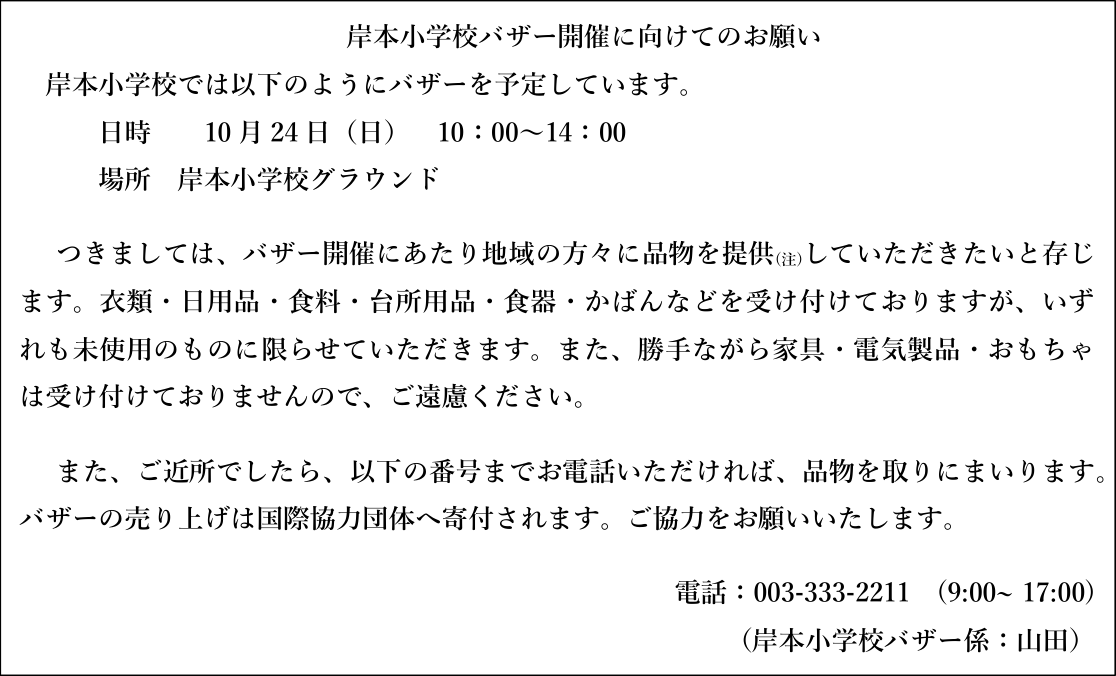 岸本小学校バザー開催に向けてのお願い
岸本小学校では以下のようにバザーを予定しています。
日時　　10 月 24 日（日）　10：00～14：00
場所　岸本小学校グラウンド
つきましては、バザー開催にあたり地域の方々に品物を提供(注)していただきたいと存じ
ます。衣類・日用品・食料・台所用品・食器・かばんなどを受け付けておりますが、いず
れも未使用のものに限らせていただきます。また、勝手ながら家具・電気製品・おもちゃ
は受け付けておりませんので、ご遠慮ください。
また、ご近所でしたら、以下の番号までお電話いただければ、品物を取りにまいります。
バザーの売り上げは国際協力団体へ寄付されます。ご協力をお願いいたします。
電話：003-333-2211　（9:00~ 17:00）
（岸本小学校バザー係：山田）